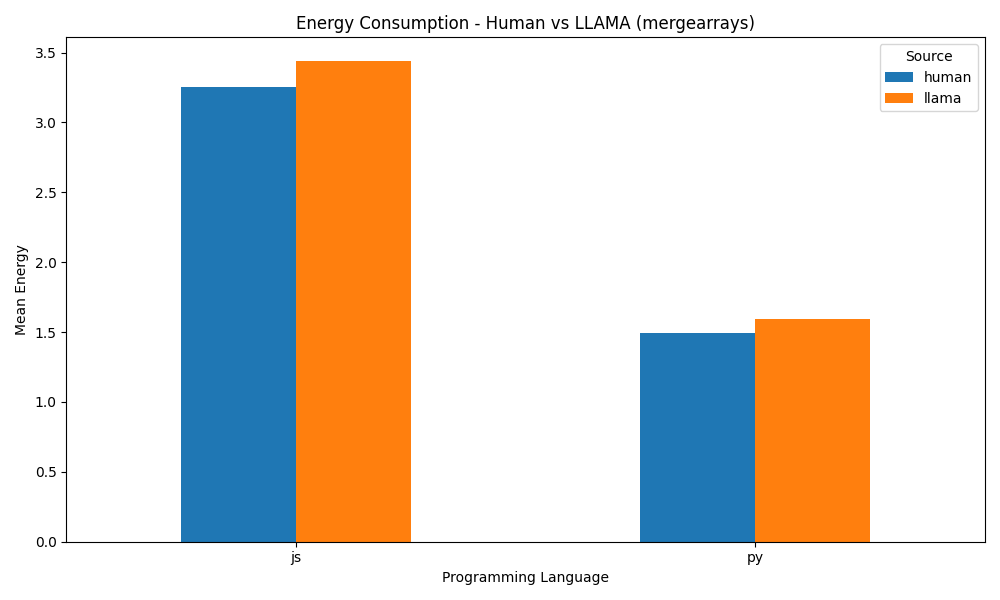 Energy Consumption - Human vs LLAMA (mergearrays)
Source
human
llama
3.5
3.0
2.5
2.0
1.5
1.0
0.5
0.0
Mean Energy
js
py
Programming Language